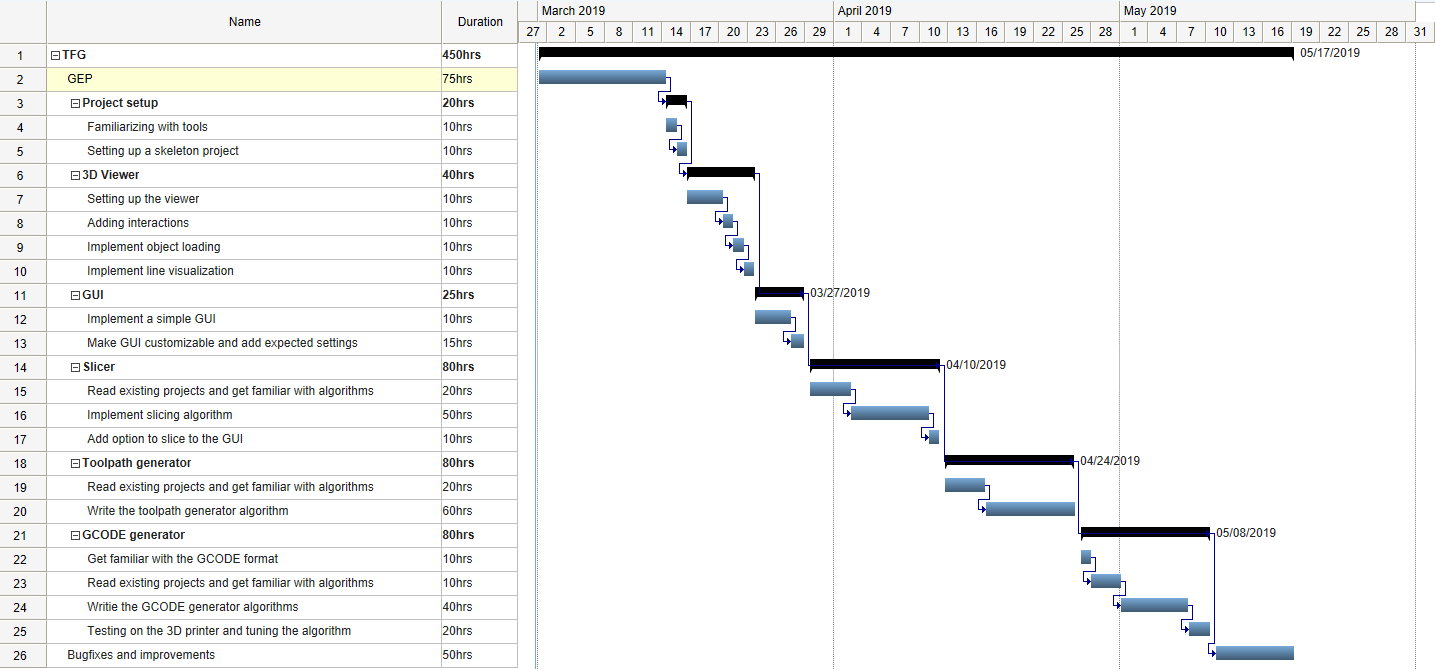 Name Duration March 2019 April 2019 May 2019
27 2 5 8 11 14 17 20 23 26 29 1 4 7 10 13 16 19 22 25 28 1 4 7 10 13 16 19 22 25 28 31
1 TFG 450hrs 05/17/2019
2 GEP 75hrs
3 Project setup 20hrs
4 Familiarizing with tools 10hrs
5 Setting up a skeleton project 10hrs
6 3D Viewer 40hrs
7 Setting up the viewer 10hrs
8 Adding interactions 10hrs
9 Implement object loading 10hrs
10 Implement line visualization 10hrs
11 GUI 25hrs 03/27/2019
12 Implement a simple GUI 10hrs
13 Make GUI customizable and add expected settings 15hrs
14 Slicer 80hrs 04/10/2019
15 Read existing projects and get familiar with algorithms 20hrs
16 Implement slicing algorithm 50hrs
17 Add option to slice to the GUI 10hrs
18 Toolpath generator 80hrs 04/24/2019
19 Read existing projects and get familiar with algorithms 20hrs
20 Write the toolpath generator algorithm 60hrs
21 GCODE generator 80hrs 05/08/2019
22 Get familiar with the GCODE format 10hrs
23 Read existing projects and get familiar with algorithms 10hrs
24 Writie the GCODE generator algorithms 40hrs
25 Testing on the 3D printer and tuning the algorithm 20hrs
26 Bugfixes and improvements 50hrs